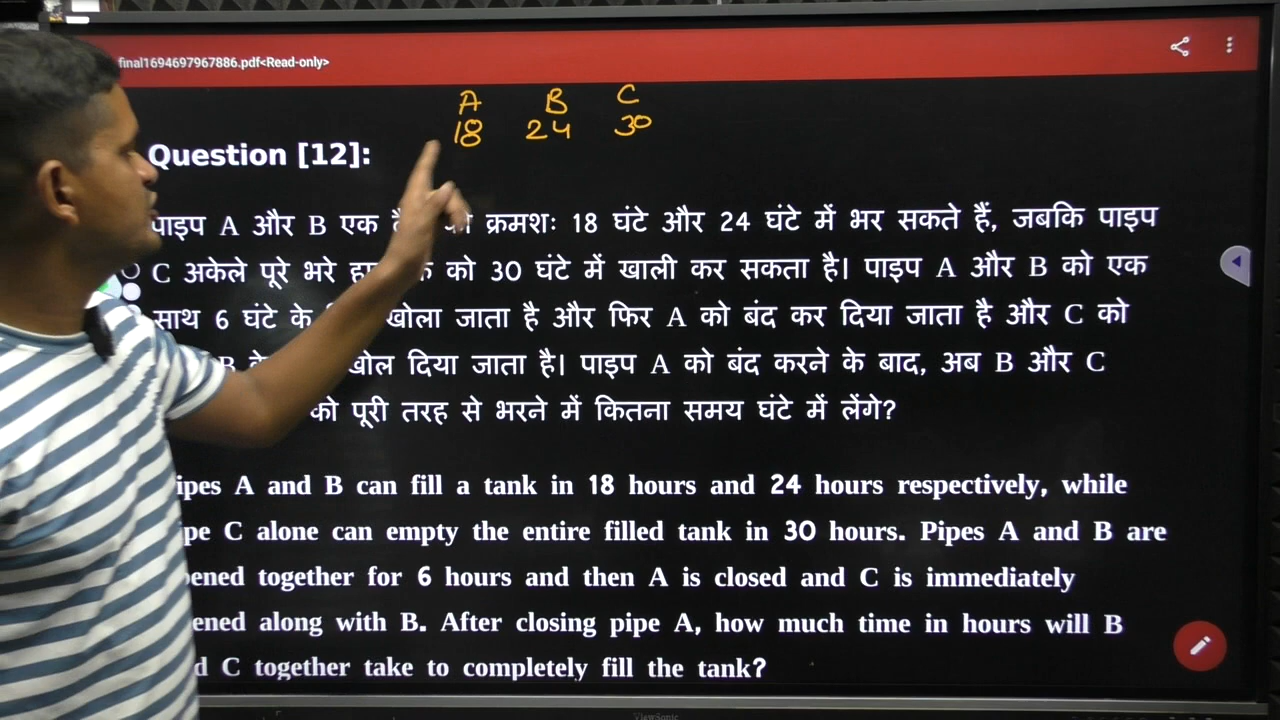 final1694697967886.pdf<Read-only>
A B C
18 24 30
Question [12]:
पाइप A और B एक क्रमशः 18 घंटे और 24 घंटे में भर सकते हैं, जबकि पाइप
C अकेले पूरे भरे को 30 घंटे में खाली कर सकता है। पाइप A और B को एक
साथ 6 घंटे के खोला जाता है और फिर A को बंद कर दिया जाता है और C को
B खोल दिया जाता है। पाइप A को बंद करने के बाद, अब B और C
को पूरी तरह से भरने में कितना समय घंटे में लेंगे?
ipes A and B can fill a tank in 18 hours and 24 hours respectively, while
pe C alone can empty the entire filled tank in 30 hours. Pipes A and B are
ened together for 6 hours and then A is closed and C is immediately
ened along with B. After closing pipe A, how much time in hours will B
d C together take to completely fill the tank?
ViewSonic